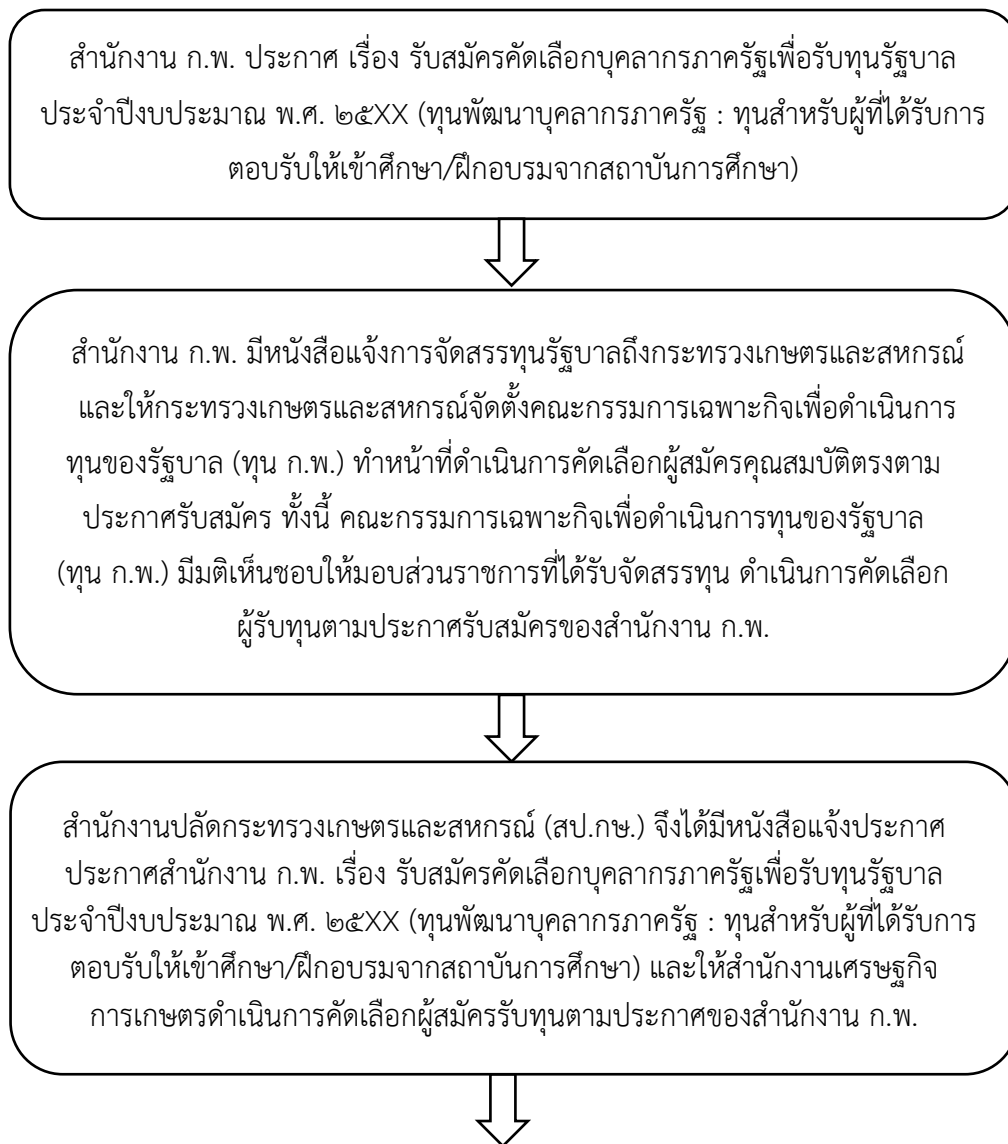 สำนักงาน ก.พ. ประกาศ เรื่อง รับสมัครคัดเลือกบุคลากรภาครัฐเพื่อรับทุนรัฐบาล
ประจำปีงบประมาณ พ.ศ. ๒๕XX (ทุนพัฒนาบุคลากรภาครัฐ : ทุนสำหรับผู้ที่ได้รับการ
ตอบรับให้เข้าศึกษา/ฝึกอบรมจากสถาบันการศึกษา)
สำนักงาน ก.พ. มีหนังสือแจ้งการจัดสรรทุนรัฐบาลถึงกระทรวงเกษตรและสหกรณ์
และให้กระทรวงเกษตรและสหกรณ์จัดตั้งคณะกรรมการเฉพาะกิจเพื่อดำเนินการ
ทุนของรัฐบาล (ทุน ก.พ.) ทำหน้าที่ดำเนินการคัดเลือกผู้สมัครคุณสมบัติตรงตาม
ประกาศรับสมัคร ทั้งนี้ คณะกรรมการเฉพาะกิจเพื่อดำเนินการทุนของรัฐบาล
(ทุน ก.พ.) มีมติเห็นชอบให้มอบส่วนราชการที่ได้รับจัดสรรทุน ดำเนินการคัดเลือก
ผู้รับทุนตามประกาศรับสมัครของสำนักงาน ก.พ.
สำนักงานปลัดกระทรวงเกษตรและสหกรณ์ (สป.กษ.) จึงได้มีหนังสือแจ้งประกาศ
ประกาศสำนักงาน ก.พ. เรื่อง รับสมัครคัดเลือกบุคลากรภาครัฐเพื่อรับทุนรัฐบาล
ประจำปีงบประมาณ พ.ศ. ๒๕XX (ทุนพัฒนาบุคลากรภาครัฐ : ทุนสำหรับผู้ที่ได้รับการ
ตอบรับให้เข้าศึกษา/ฝึกอบรมจากสถาบันการศึกษา) และให้สำนักงานเศรษฐกิจ
การเกษตรดำเนินการคัดเลือกผู้สมัครรับทุนตามประกาศของสำนักงาน ก.พ.